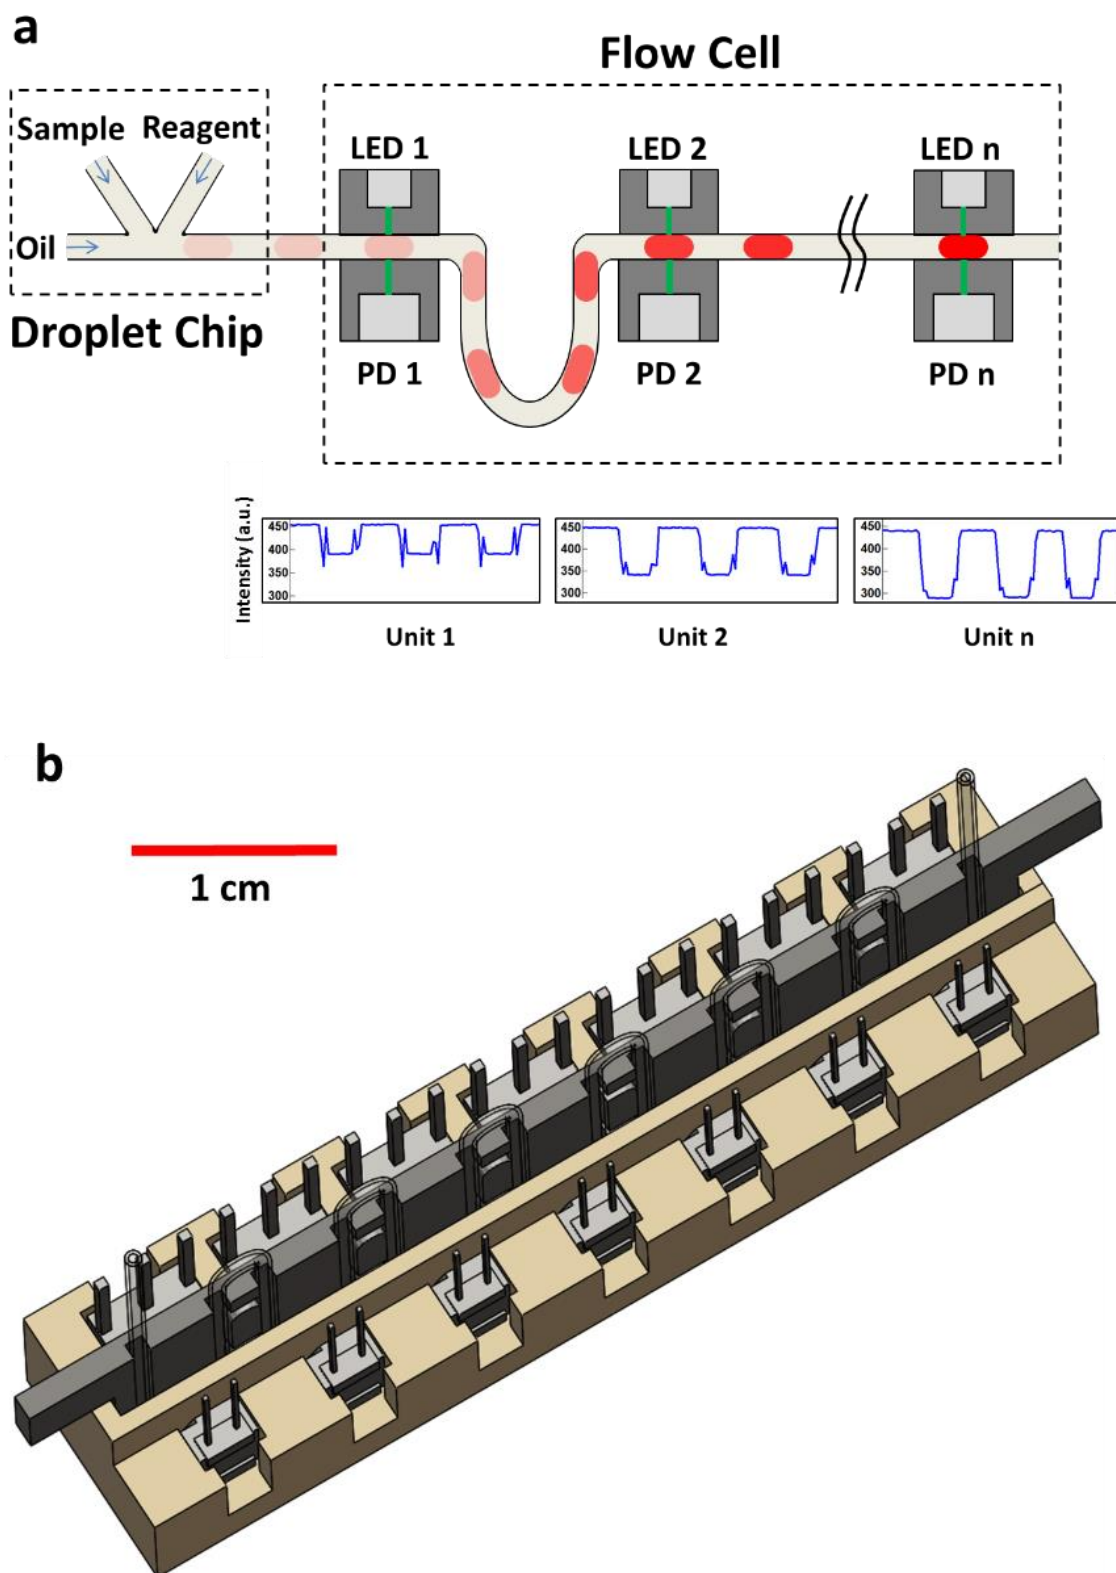 a
Flow Cell
Sample Reagent
LED 1
LED 2
LED n
Oil
Droplet Chip
PD 1
PD 2
PD n
Intensity (a.u.)
450
400
350
300
450
400
350
300
450
400
350
300
Unit 1
Unit 2
Unit n
b
1 cm